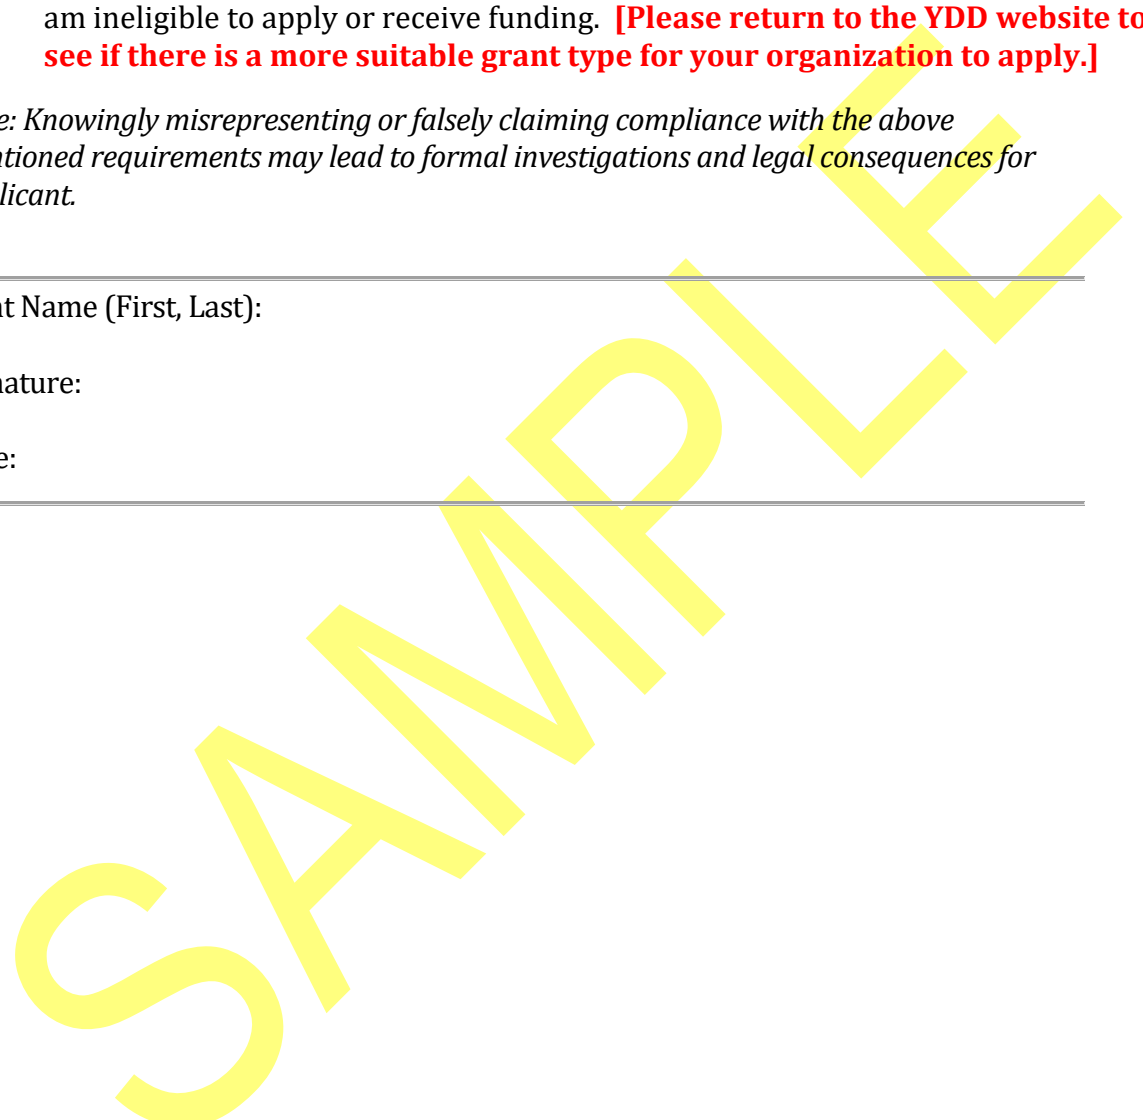 am ineligible to apply or receive funding. [Please return to the YDD website to
see if there is a more suitable grant type for your organization to apply.]
e: Knowingly misrepresenting or falsely claiming compliance with the above
ntioned requirements may lead to formal investigations and legal consequences for
licant.
t Name (First, Last):
nature:
e:
SAMPLE